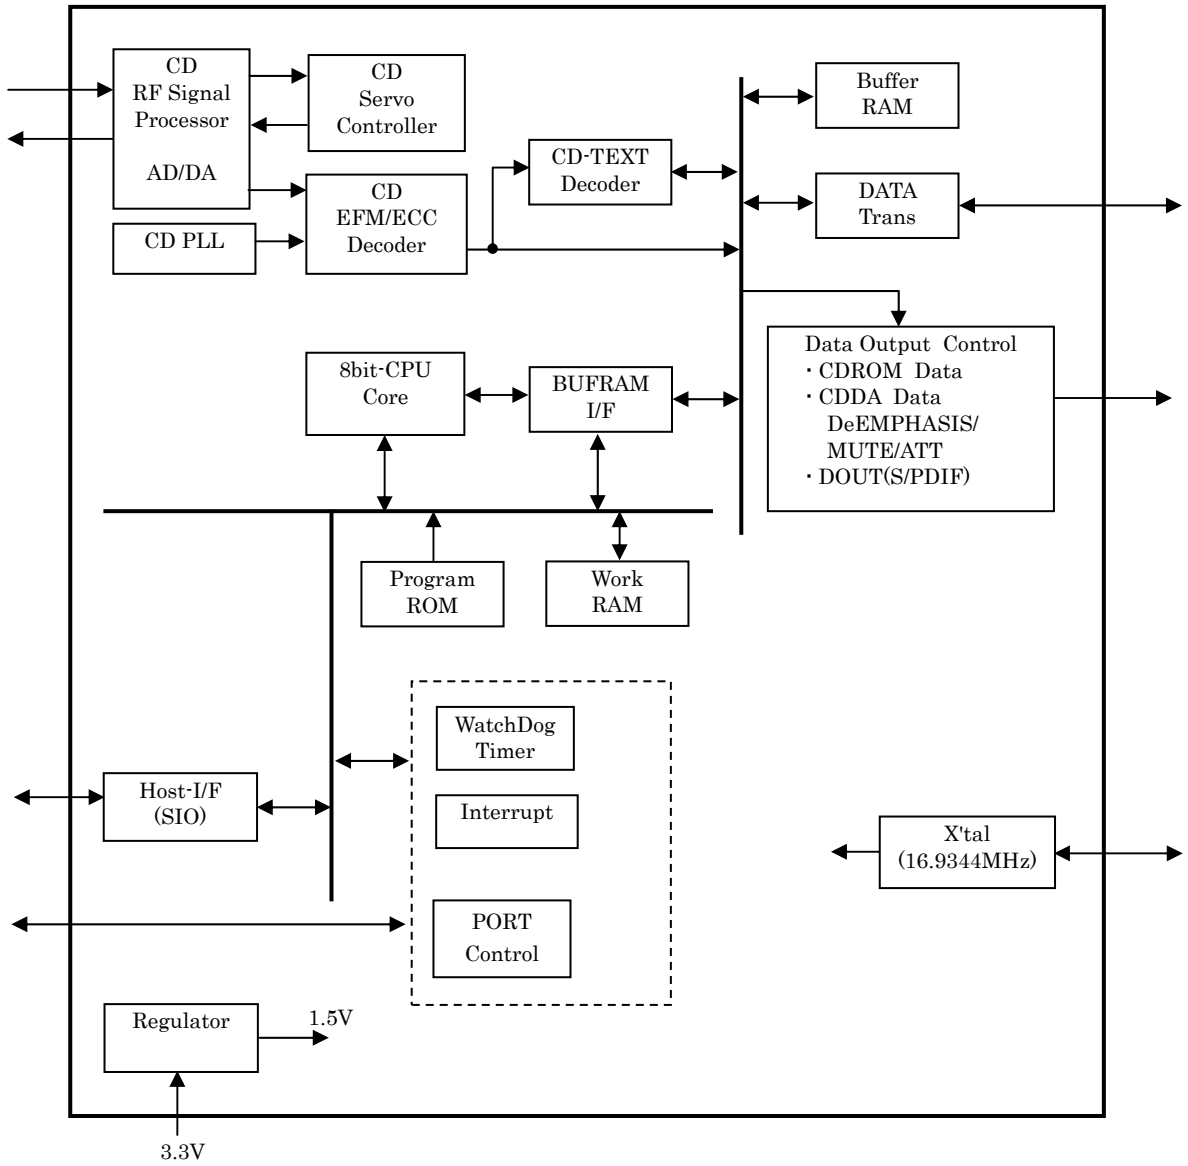 CD
RF Signal
Processor
AD/DA
CD
Servo
Controller
CD PLL
CD
EFM/ECC
Decoder
CD-TEXT
Decoder
Buffer
RAM
DATA
Trans
Data Output Control
・CDROM Data
・CDDA Data
DeEMPHASIS/
MUTE/ATT
・DOUT(S/PDIF)
8bit-CPU
Core
BUFRAM
I/F
Program
ROM
Work
RAM
WatchDog
Timer
Interrupt
PORT
Control
Host-I/F
(SIO)
X'tal
(16.9344MHz)
Regulator
1.5V
3.3V